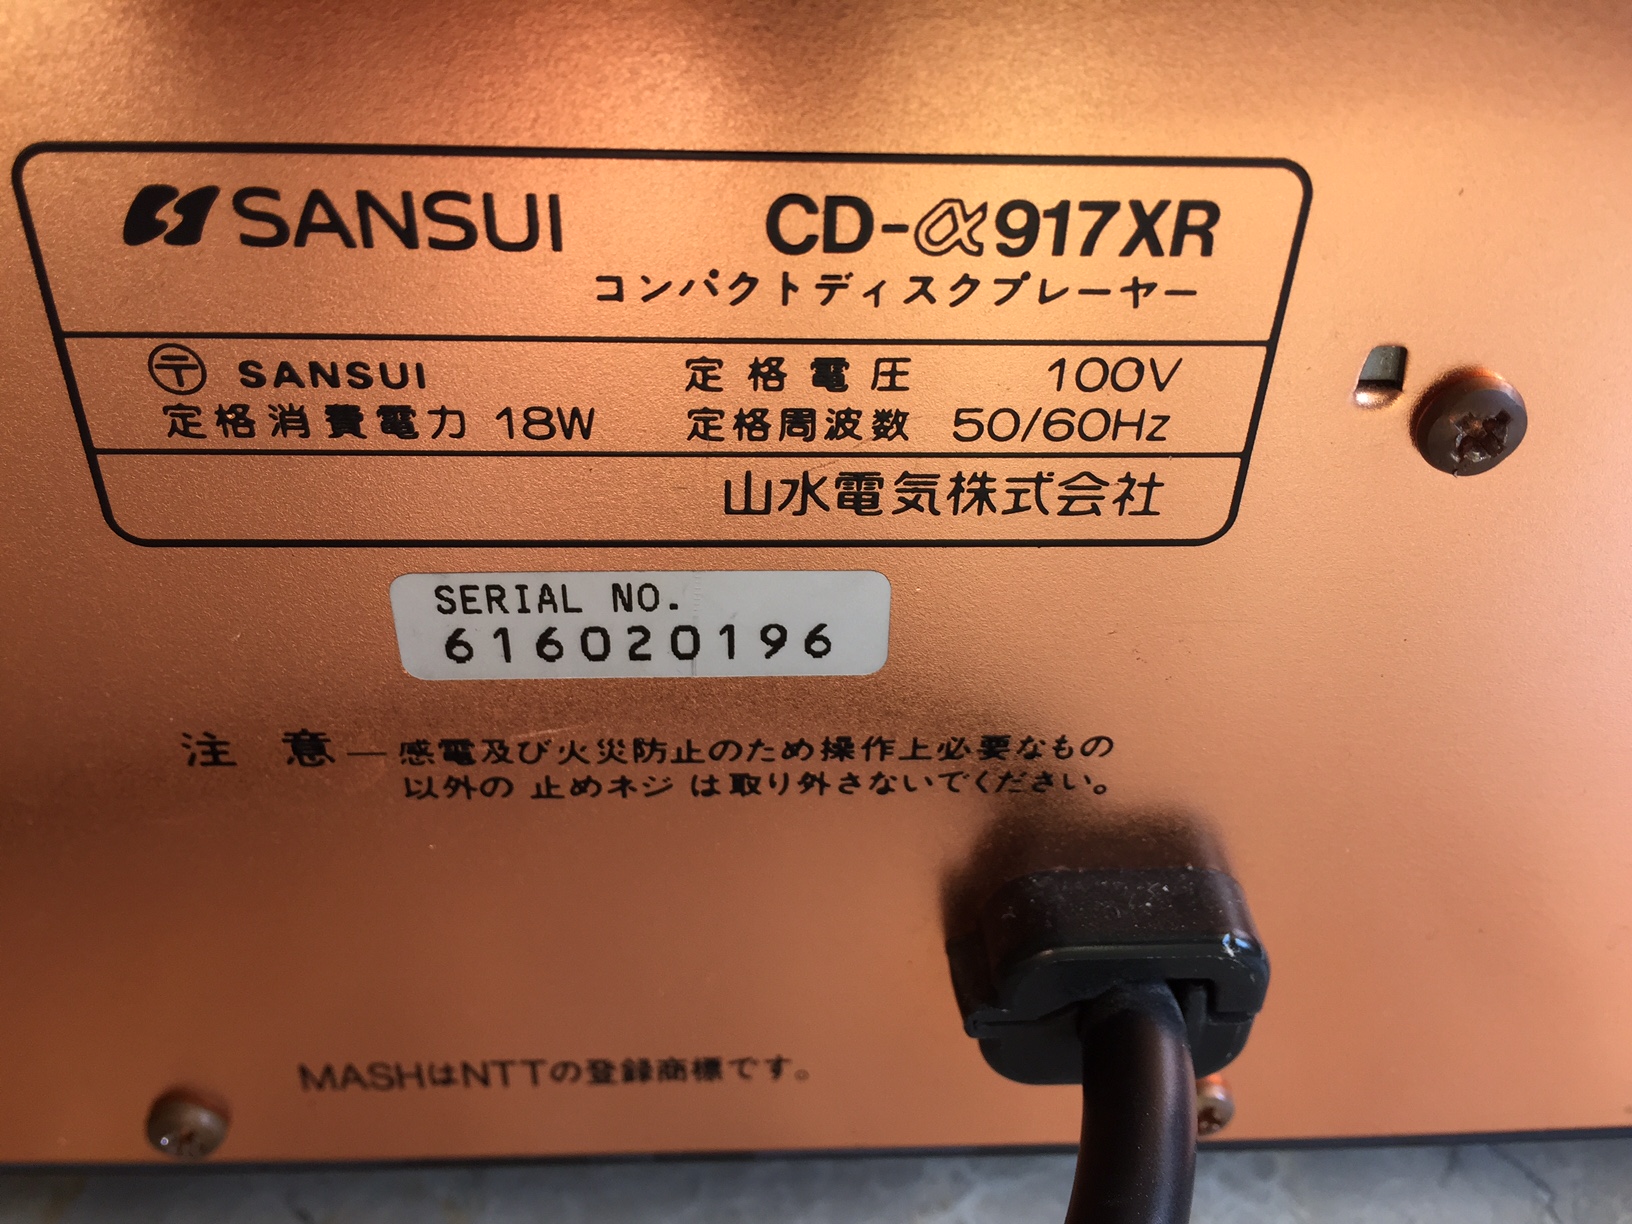 SANSUI CD-α917XR
コンパクトディスクプレーヤー
〶 SANSUI 定格電圧 100V
定格消費電力 18W 定格周波数 50/60Hz
山水電気株式会社
SERIAL NO.
616020196
注 意 — 感電及び火災防止のため操作上必要なもの
以外の 止めネジ は取り外さないでください。
MASHはNTTの登録商標です。